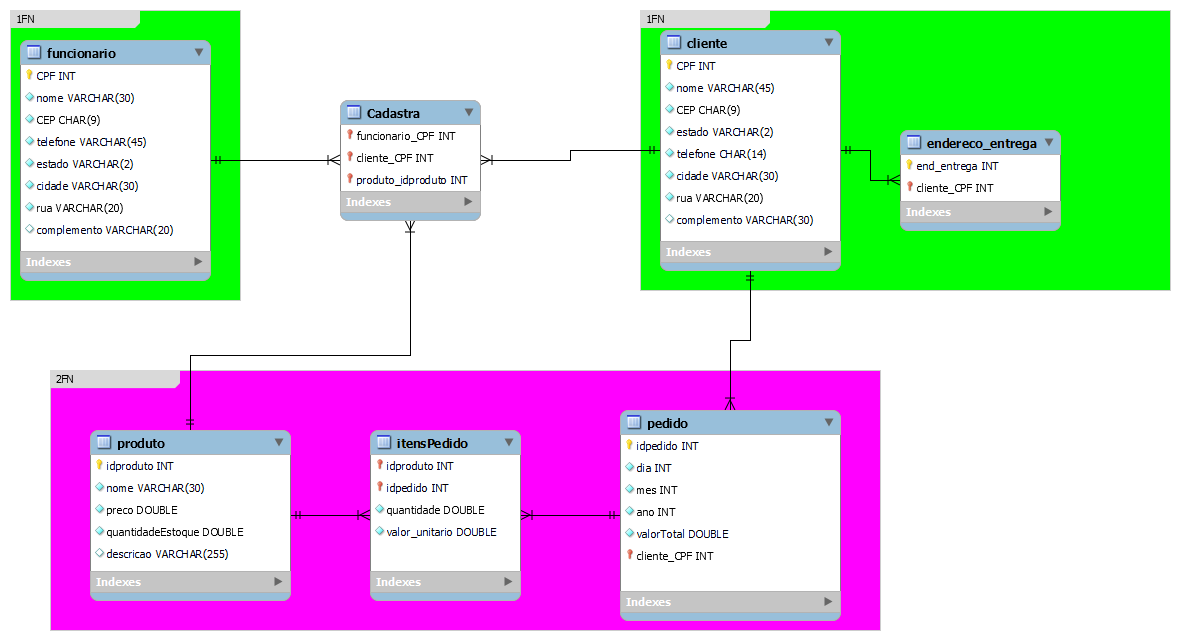 1FN
funcionario
CPF INT
nome VARCHAR(30)
CEP CHAR(9)
telefone VARCHAR(45)
estado VARCHAR(2)
cidade VARCHAR(30)
rua VARCHAR(20)
complemento VARCHAR(20)
Indexes
Cadastra
funcionario_CPF INT
cliente_CPF INT
produto_idproduto INT
Indexes
1FN
cliente
CPF INT
nome VARCHAR(45)
CEP CHAR(9)
estado VARCHAR(2)
telefone CHAR(14)
cidade VARCHAR(30)
rua VARCHAR(20)
complemento VARCHAR(30)
Indexes
endereco_entrega
end_entrega INT
cliente_CPF INT
Indexes
2FN
produto
idproduto INT
nome VARCHAR(30)
preco DOUBLE
quantidadeEstoque DOUBLE
descricao VARCHAR(255)
Indexes
itensPedido
idproduto INT
idpedido INT
quantidade DOUBLE
valor_unitario DOUBLE
Indexes
pedido
idpedido INT
dia INT
mes INT
ano INT
valorTotal DOUBLE
cliente_CPF INT
Indexes